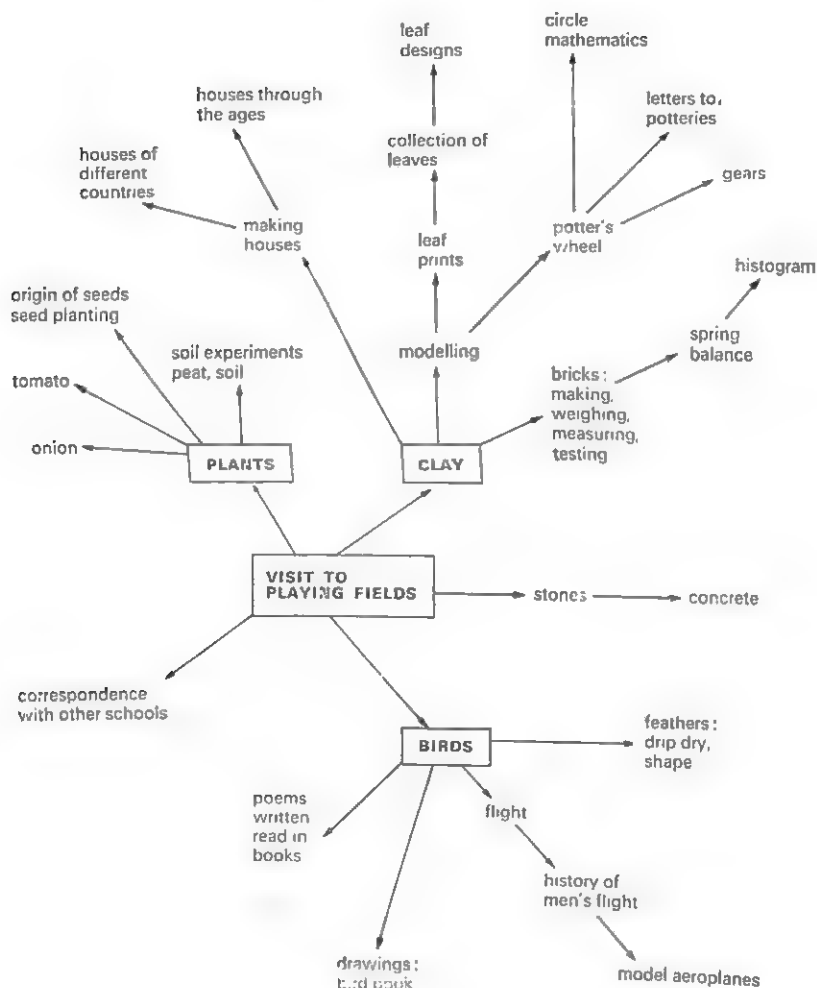 leaf
designs
circle
mathematics
houses through
the ages
letters to
potteries
collection of
leaves
houses of
different
countries
gears
making
houses
leaf
prints
potter's
wheel
histogram
origin of seeds
seed planting
spring
balance
soil experiments
peat, soil
modelling
bricks:
making,
weighing,
measuring,
testing
tomato
onion
PLANTS
CLAY
VISIT TO
PLAYING FIELDS
stones
concrete
correspondence
with other schools
BIRDS
feathers:
drip dry,
shape
poems
written
read in
books
flight
history of
men's flight
drawings:
bird book
model aeroplanes